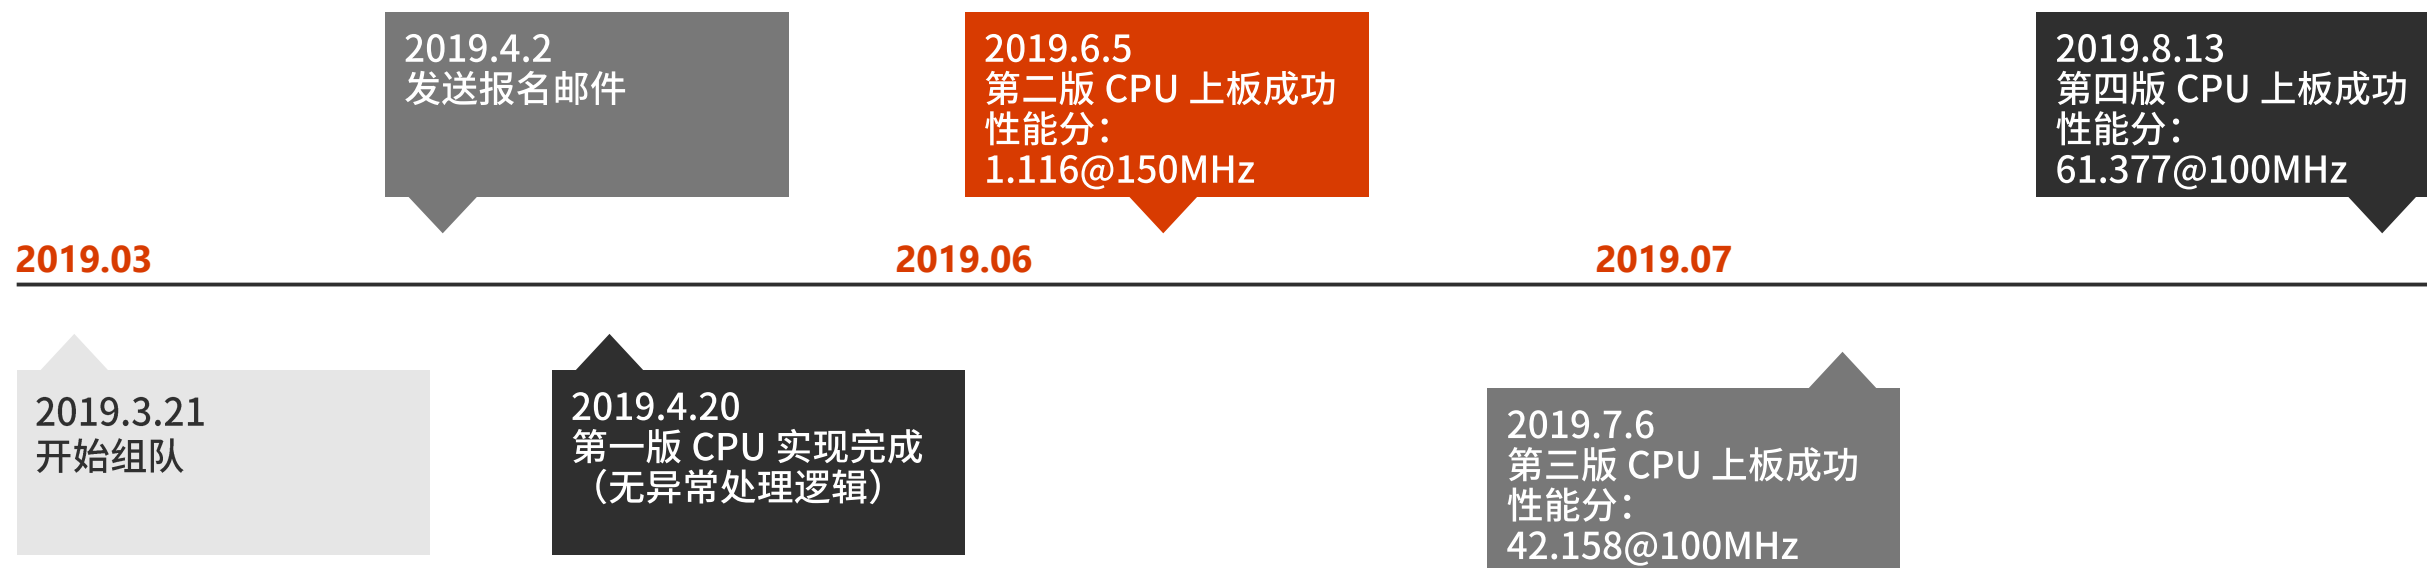 2019.4.2
发送报名邮件
2019.6.5
第二版 CPU 上板成功
性能分：
1.116@150MHz
2019.8.13
第四版 CPU 上板成功
性能分：
61.377@100MHz
2019.03
2019.06
2019.07
2019.3.21
开始组队
2019.4.20
第一版 CPU 实现完成
（无异常处理逻辑）
2019.7.6
第三版 CPU 上板成功
性能分：
42.158@100MHz